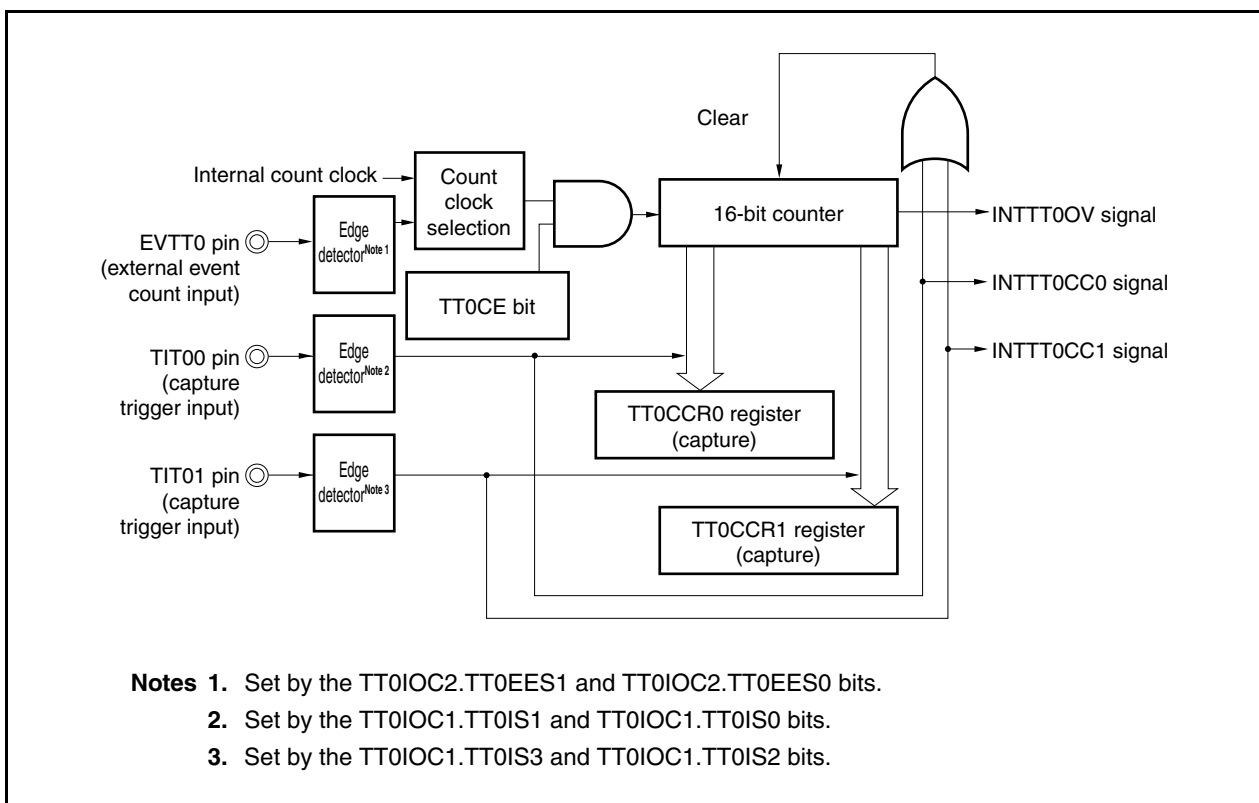 Clear
Internal count clock
Count
clock
selection
16-bit counter
INTTT0OV signal
EVTT0 pin
(external event
count input)
Edge
detectorNote 1
TT0CE bit
INTTT0CC0 signal
TIT00 pin
(capture
trigger input)
Edge
detectorNote 2
INTTT0CC1 signal
TT0CCR0 register
(capture)
TIT01 pin
(capture
trigger input)
Edge
detectorNote 3
TT0CCR1 register
(capture)
Notes 1. Set by the TT0IOC2.TT0EES1 and TT0IOC2.TT0EES0 bits.
2. Set by the TT0IOC1.TT0IS1 and TT0IOC1.TT0IS0 bits.
3. Set by the TT0IOC1.TT0IS3 and TT0IOC1.TT0IS2 bits.